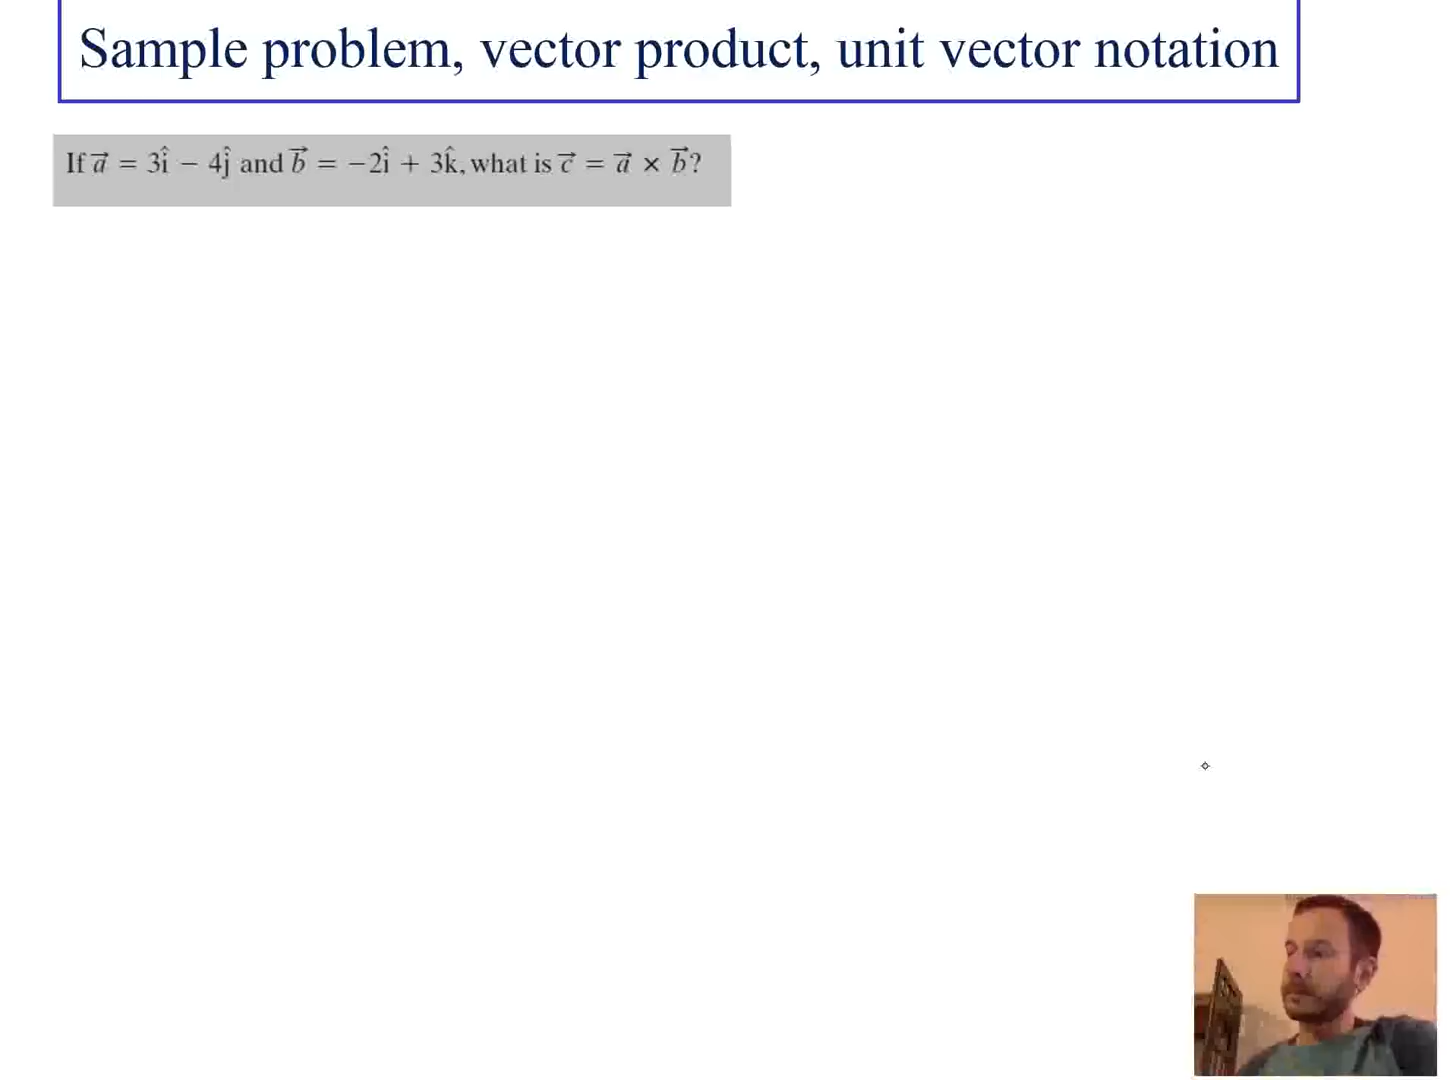 Sample problem, vector product, unit vector notation
If a⃗ = 3î − 4ĵ and b⃗ = −2î + 3k̂, what is c⃗ = a⃗ × b⃗?